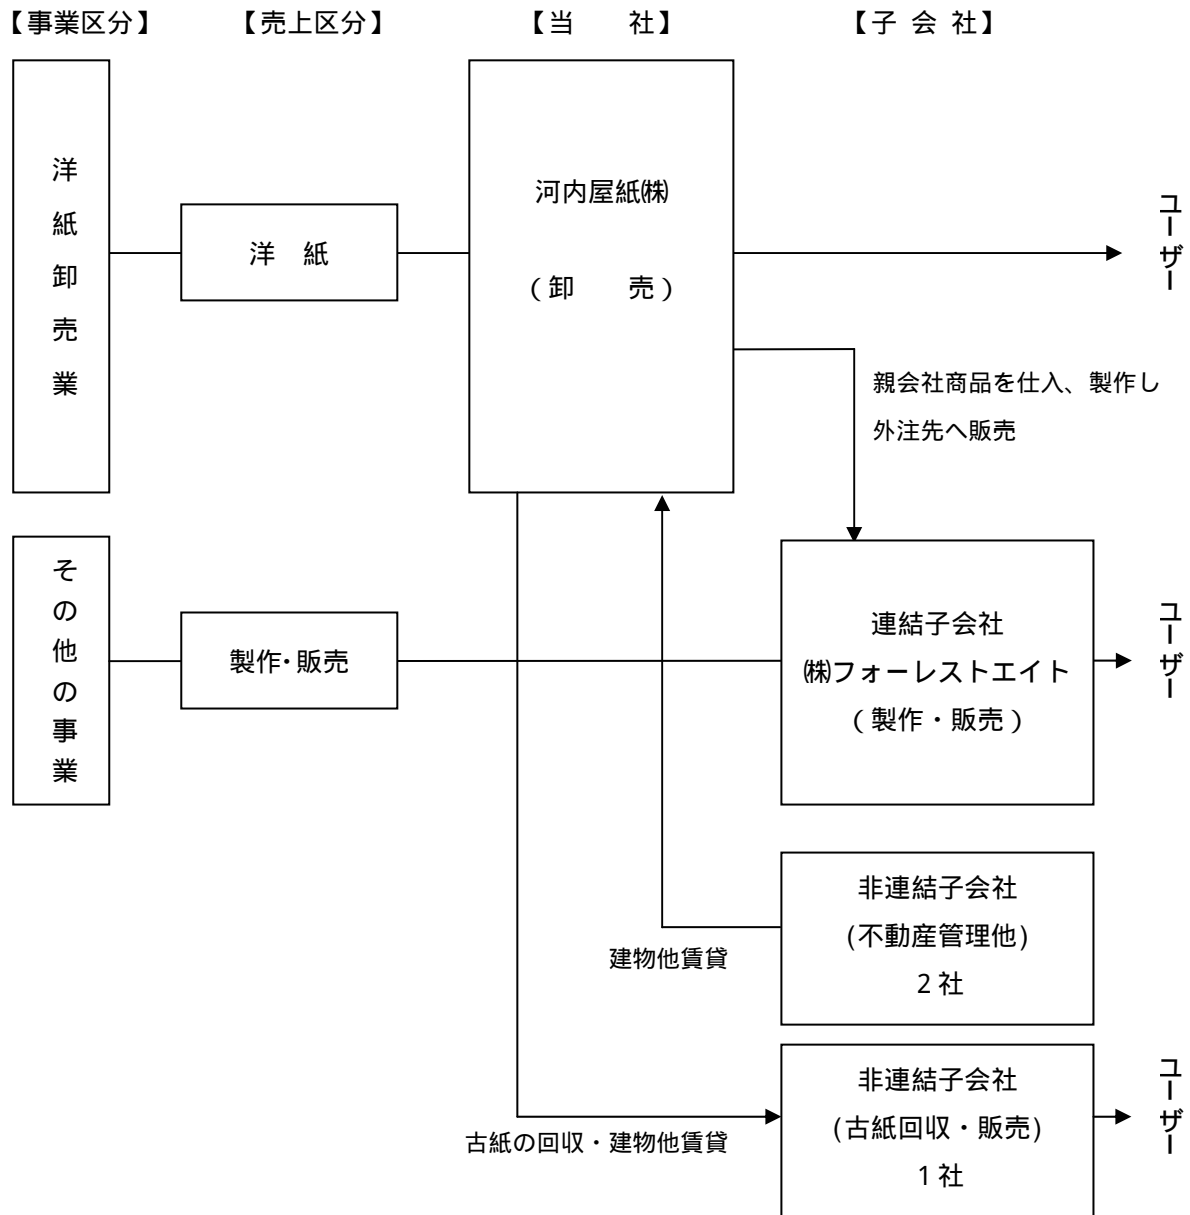 【事業区分】 【売上区分】 【当　社】 【子 会 社】
洋紙卸売業
洋　紙
河内屋紙㈱
（卸　売）
ユーザー
親会社商品を仕入、製作し
外注先へ販売
その他の事業
製作・販売
連結子会社
㈱フォーレストエイト
（製作・販売）
ユーザー
非連結子会社
(不動産管理他)
2 社
建物他賃貸
非連結子会社
(古紙回収・販売)
1 社
古紙の回収・建物他賃貸
ユーザー